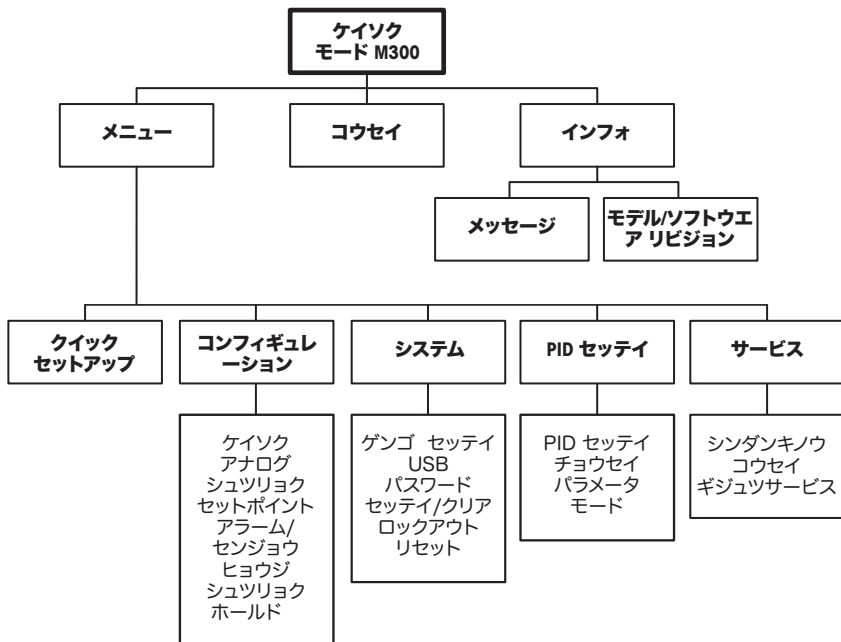 ケイソク
モード M300
メニュー
コウセイ
インフォ
メッセージ
モデル/ソフトウエ
ア リビジョン
クイック
セットアップ
コンフィギュレ
ーション
システム
PID セッテイ
サービス
ケイソク
アナログ
シュツリョク
セットポイント
アラーム/
センジョウ
ヒョウジ
シュツリョク
ホールド
ゲンゴ セッテイ
USB
パスワード
セッテイ/クリア
ロックアウト
リセット
PID セッテイ
チョウセイ
パラメータ
モード
シンダンキノウ
コウセイ
ギジュツサービス